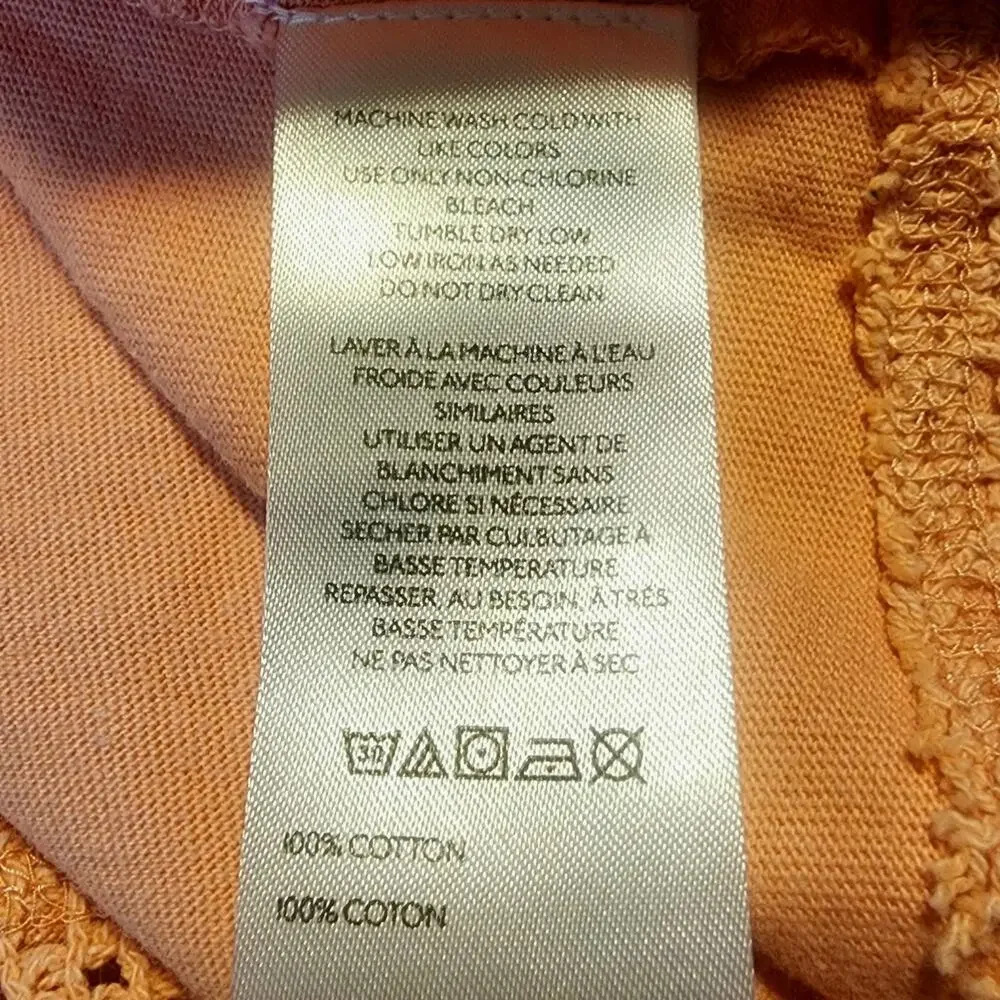 MACHINE WASH COLD WITH
LIKE COLORS
USE ONLY NON-CHLORINE
BLEACH
TUMBLE DRY LOW
LOW IRON AS NEEDED
DO NOT DRY CLEAN
LAVER À LA MACHINE À L'EAU
FROIDE AVEC COULEURS
SIMILAIRES
UTILISER UN AGENT DE
BLANCHIMENT SANS
CHLORE SI NÉCESSAIRE
SECHER PAR CULBUTAGE À
BASSE TEMPERATURE
REPASSER, AU BESOIN, À TRÉS
BASSE TEMPÉRATURE
NE PAS NETTOYER À SEC
30
100% COTTON
100% COTON